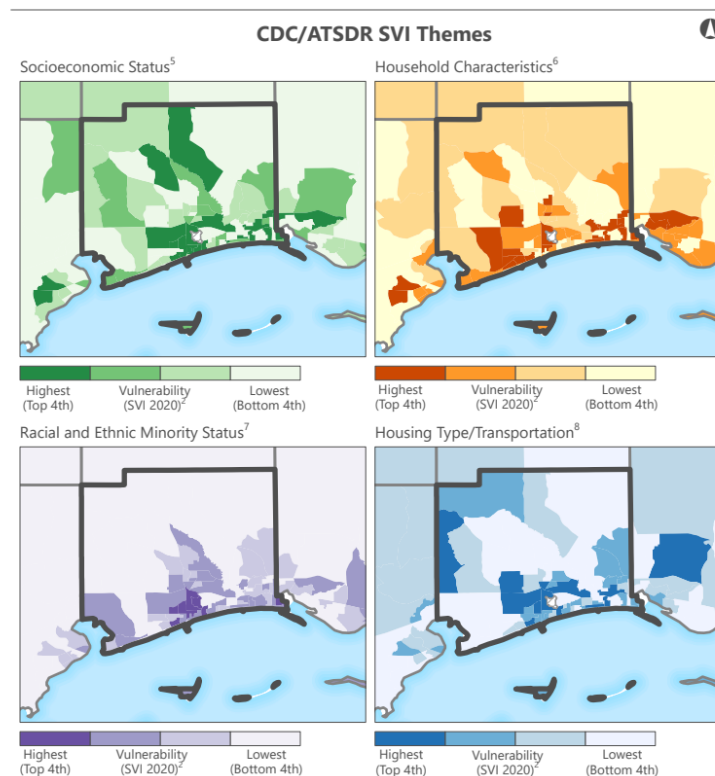 CDC/ATSDR SVI Themes
Socioeconomic Status5
Household Characteristics6
Highest
(Top 4th)
Vulnerability
(SVI 2020)2
Lowest
(Bottom 4th)
Highest
(Top 4th)
Vulnerability
(SVI 2020)2
Lowest
(Bottom 4th)
Racial and Ethnic Minority Status7
Housing Type/Transportation8
Highest
(Top 4th)
Vulnerability
(SVI 2020)2
Lowest
(Bottom 4th)
Highest
(Top 4th)
Vulnerability
(SVI 2020)2
Lowest
(Bottom 4th)